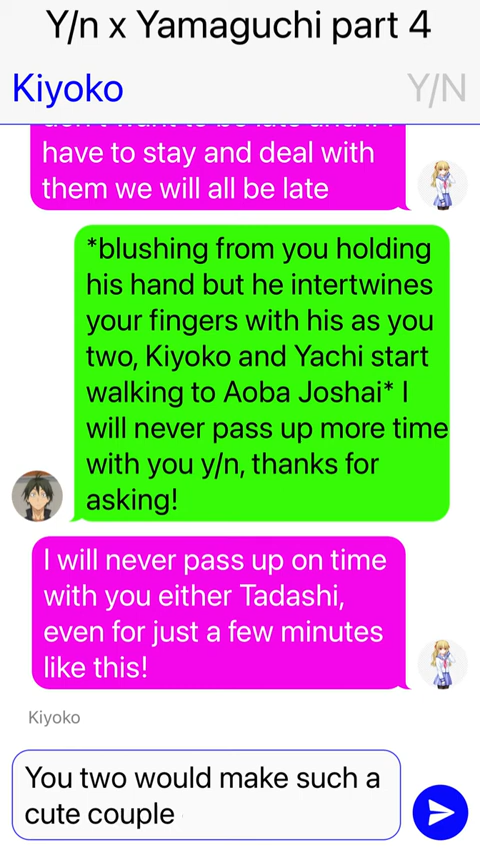 Y/n x Yamaguchi part 4
Kiyoko
Y/N
have to stay and deal with
them we will all be late
*blushing from you holding
his hand but he intertwines
your fingers with his as you
two, Kiyoko and Yachi start
walking to Aoba Joshai* I
will never pass up more time
with you y/n, thanks for
asking!
I will never pass up on time
with you either Tadashi,
even for just a few minutes
like this!
Kiyoko
You two would make such a
cute couple